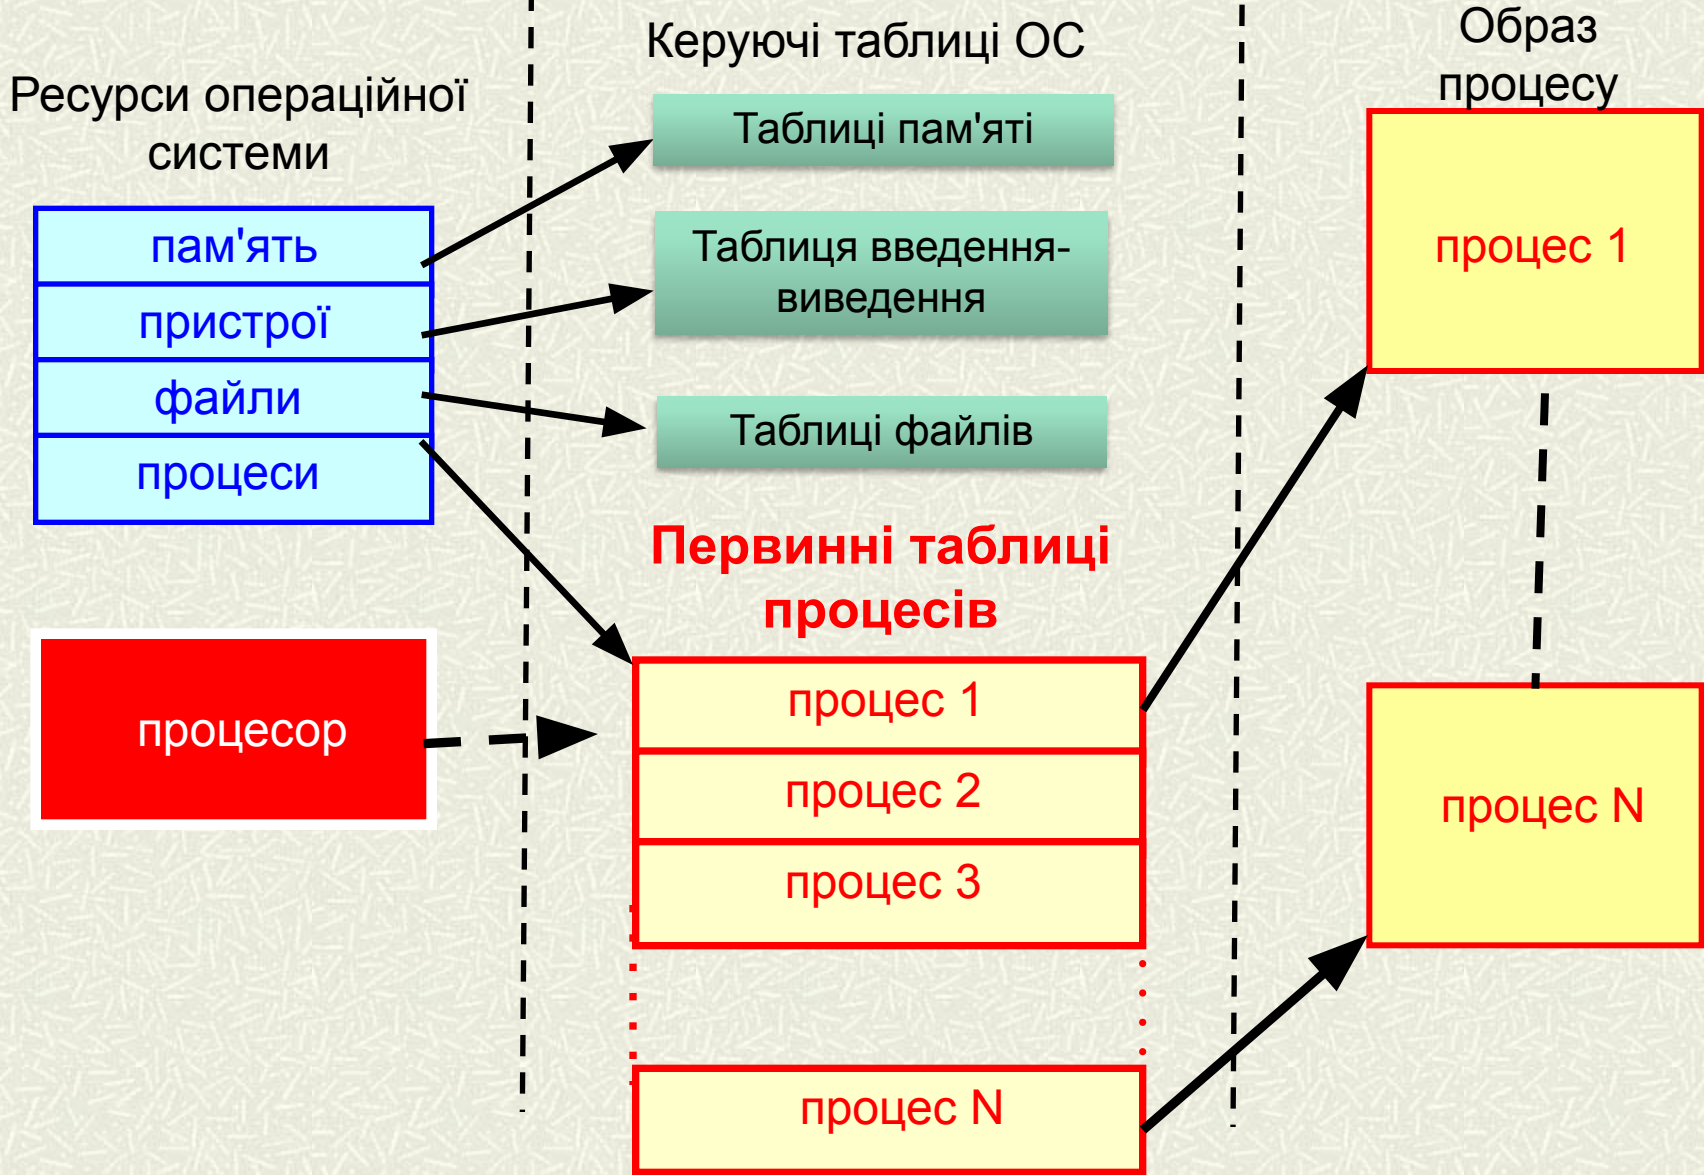 Ресурси операційної
системи
пам'ять
пристрої
файли
процеси
процесор
Керуючі таблиці ОС
Таблиці пам'яті
Таблиця введення-
виведення
Таблиці файлів
Первинні таблиці
процесів
процес 1
процес 2
процес 3
процес N
Образ
процесу
процес 1
процес N